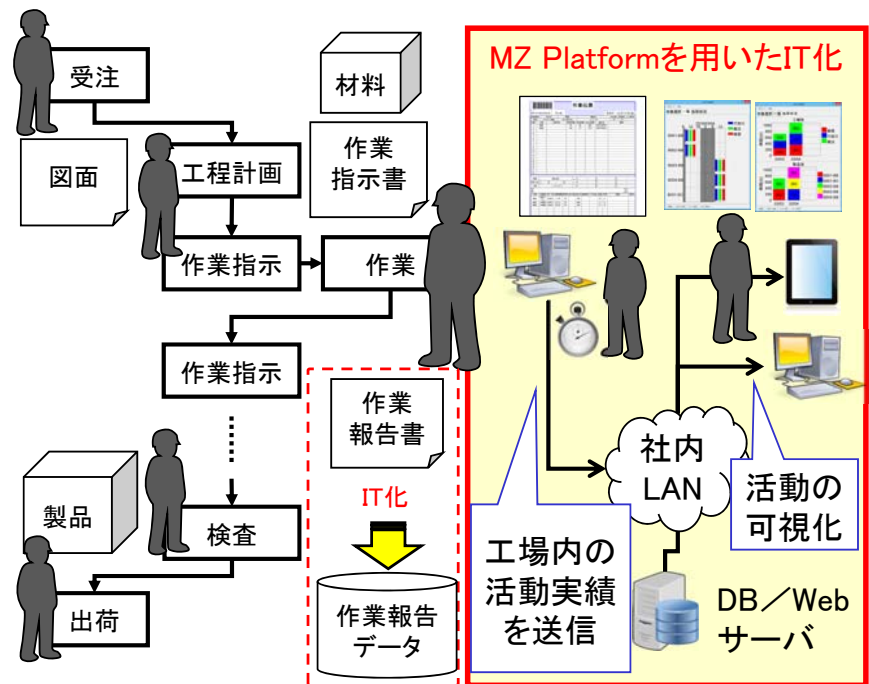 受注
材料
図面
工程計画
作業
指示書
作業指示
作業
作業指示
作業
報告書
IT化
製品
検査
出荷
作業報告
データ
MZ Platformを用いたIT化
社内
LAN
活動の
可視化
工場内の
活動実績
を送信
DB／Web
サーバ